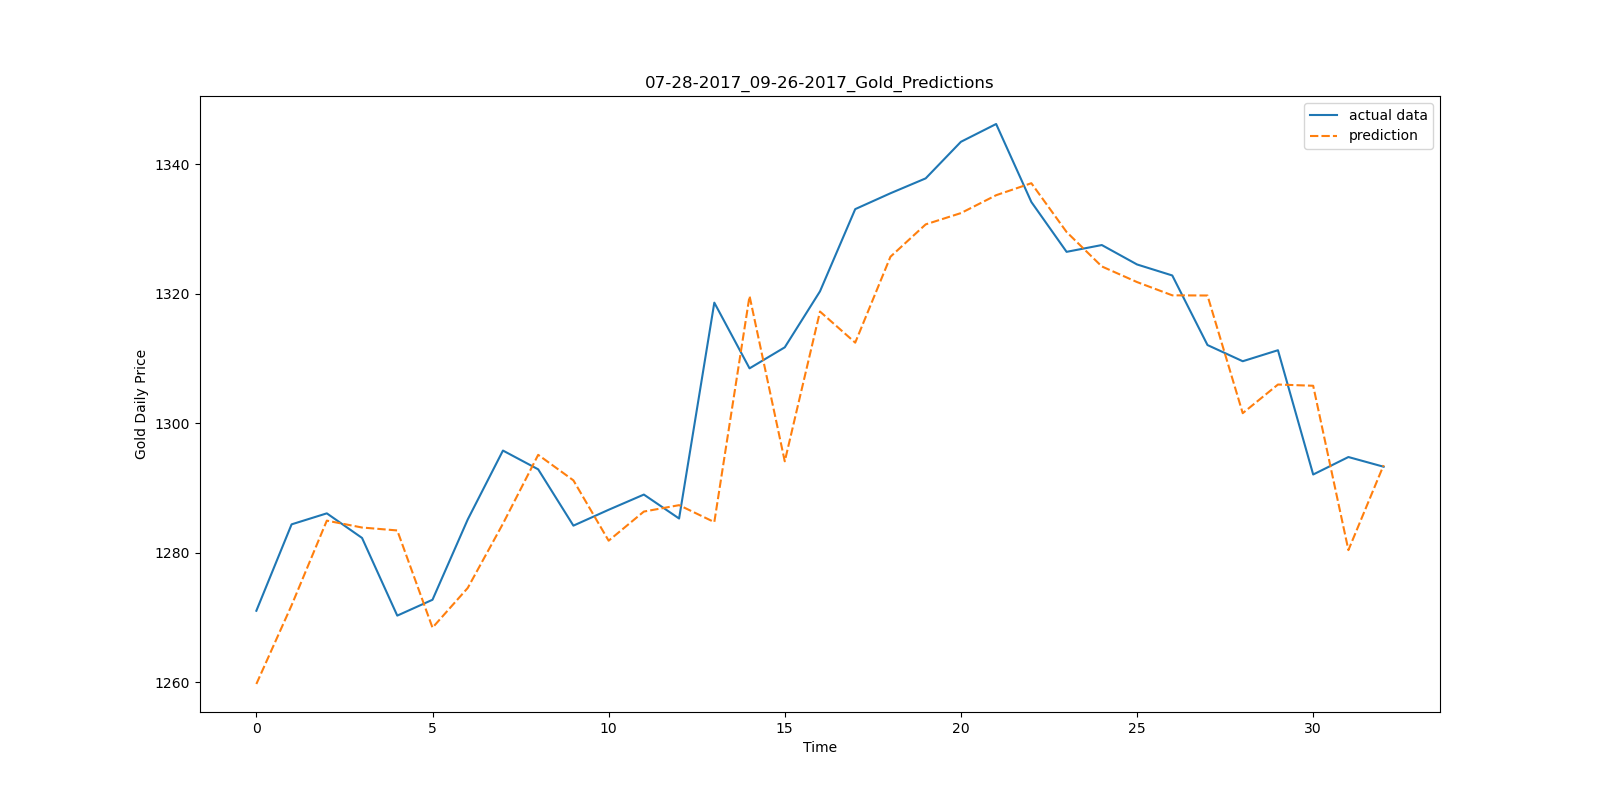 07-28-2017_09-26-2017_Gold_Predictions
actual data
prediction
1340
1320
1300
1280
1260
Gold Daily Price
0 5 10 15 20 25 30
Time